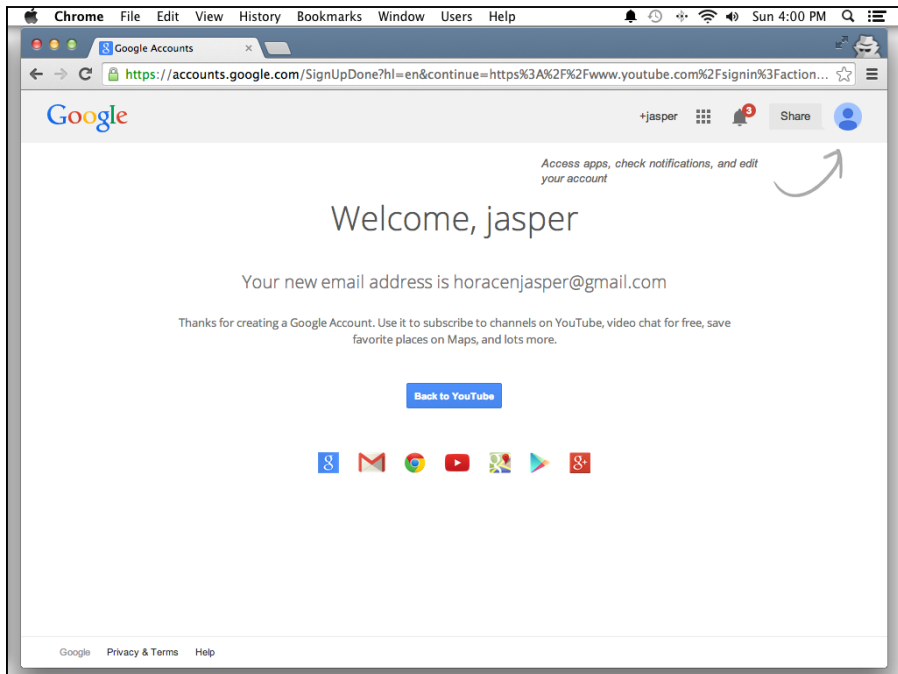 Chrome File Edit View History Bookmarks Window Users Help Sun 4:00 PM
Google Accounts
https://accounts.google.com/SignUpDone?hl=en&continue=https%3A%2F%2Fwww.youtube.com%2Fsignin%3Faction...
Google +jasper 3 Share
Access apps, check notifications, and edit
your account
Welcome, jasper
Your new email address is horacenjasper@gmail.com
Thanks for creating a Google Account. Use it to subscribe to channels on YouTube, video chat for free, save
favorite places on Maps, and lots more.
Back to YouTube
Google Privacy & Terms Help